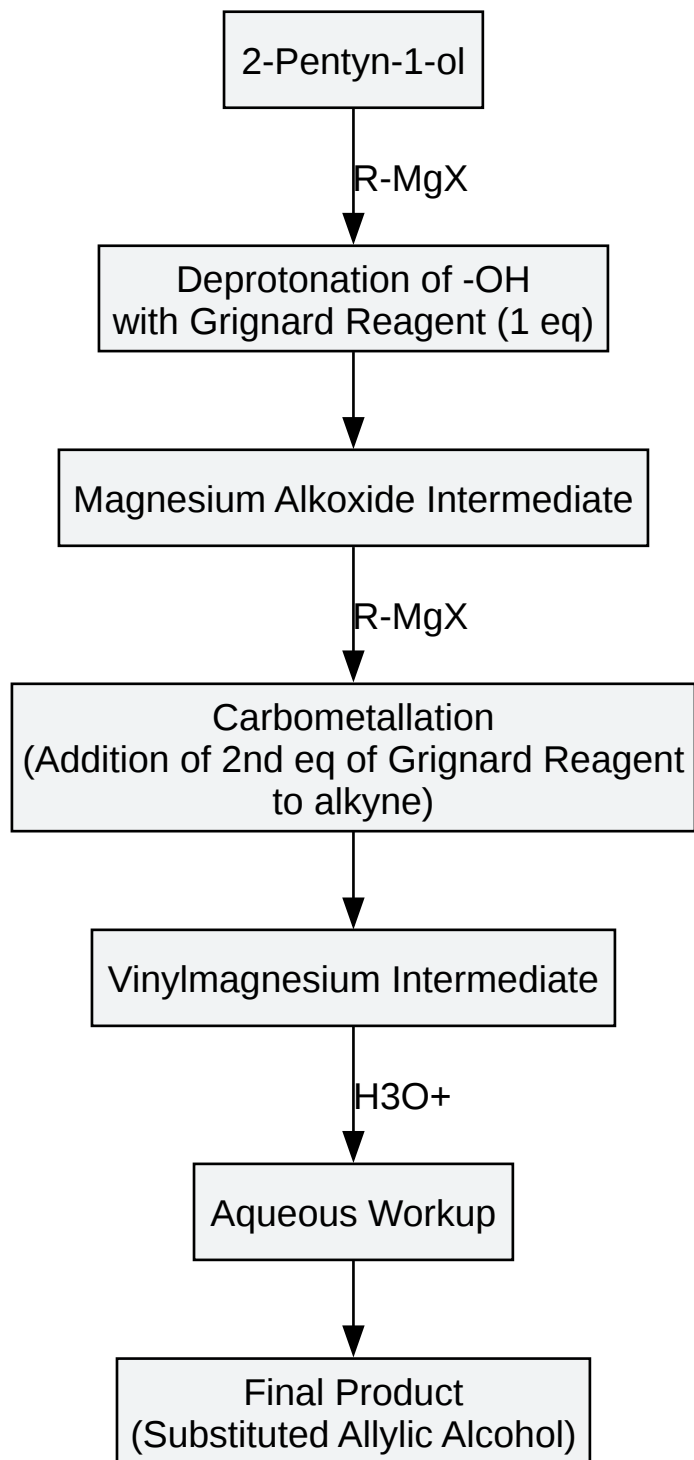 2-Pentyn-1-ol
R-MgX
Deprotonation of -OH
with Grignard Reagent (1 eq)
Magnesium Alkoxide Intermediate
R-MgX
Carbometallation
(Addition of 2nd eq of Grignard Reagent
to alkyne)
Vinylmagnesium Intermediate
H3O+
Aqueous Workup
Final Product
(Substituted Allylic Alcohol)